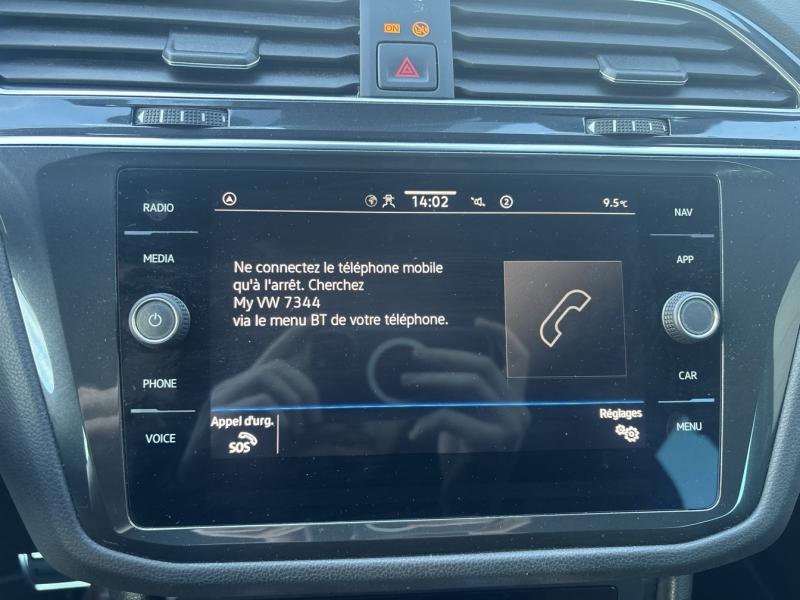 ON
RADIO
14:02
2
9.5°C
NAV
MEDIA
APP
Ne connectez le téléphone mobile
qu'à l'arrêt. Cherchez
My VW 7344
via le menu BT de votre téléphone.
PHONE
CAR
Appel d'urg.
Réglages
SOS
VOICE
MENU